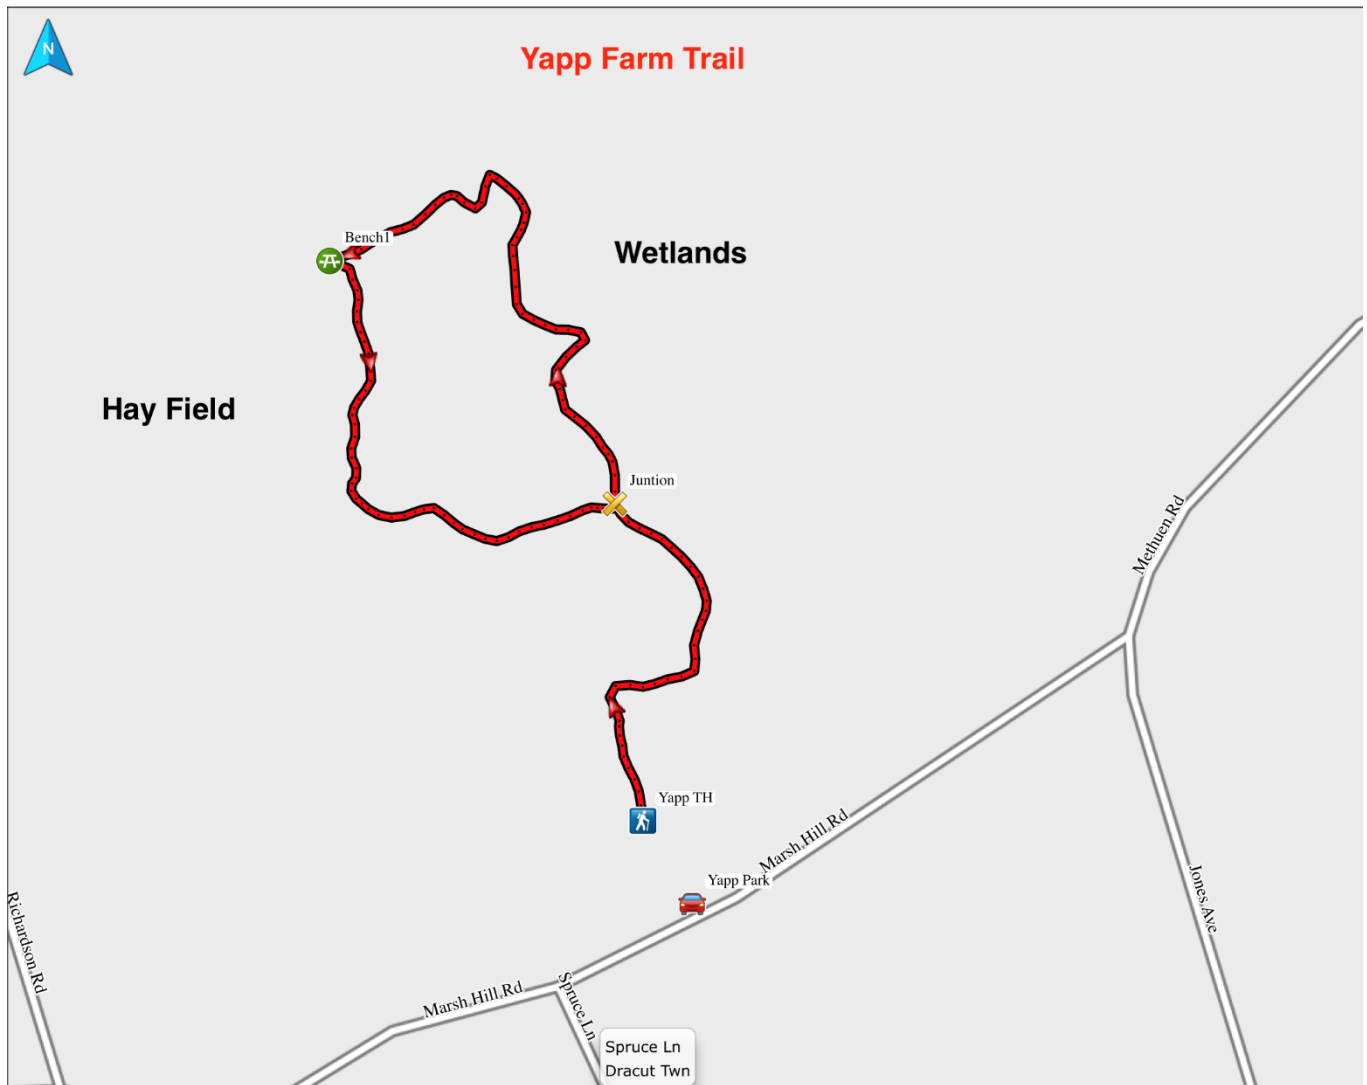 N
Yapp Farm Trail
Bench1
Wetlands
Hay Field
Juntion
Methuen Rd
Yapp TH
Marsh Hill Rd
Yapp Park
Jones Ave
Richardson Rd
Marsh Hill Rd
Spruce Ln
Spruce Ln
Dracut Twn